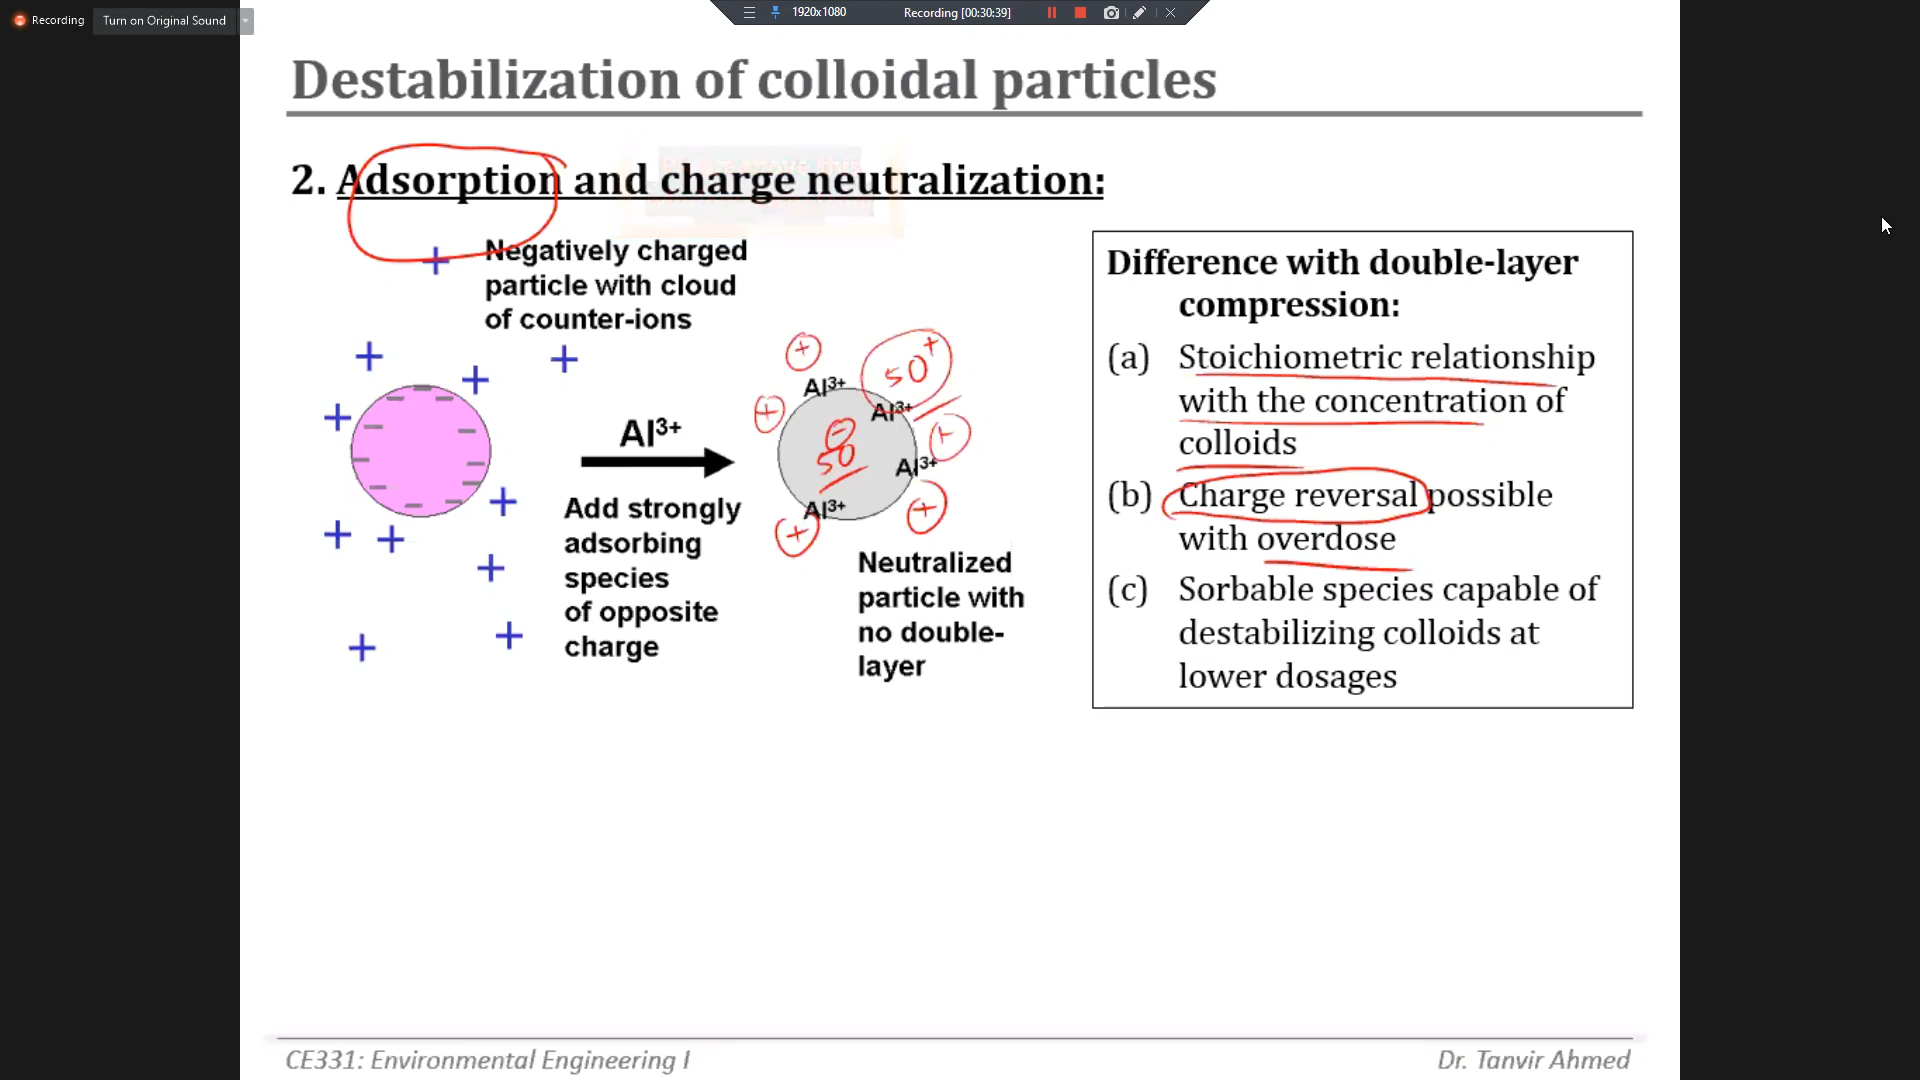 Recording
Turn on Original Sound
1920x1080
Recording [00:30:39]
Destabilization of colloidal particles
2. Adsorption and charge neutralization:
Negatively charged
particle with cloud
of counter-ions
Al3+
Add strongly
adsorbing
species
of opposite
charge
50+
Al3+
Al3+
50
Al3+
Al3+
Neutralized
particle with
no double-
layer
Difference with double-layer
compression:
(a) Stoichiometric relationship
with the concentration of
colloids
(b) Charge reversal possible
with overdose
(c) Sorbable species capable of
destabilizing colloids at
lower dosages
CE331: Environmental Engineering I
Dr. Tanvir Ahmed